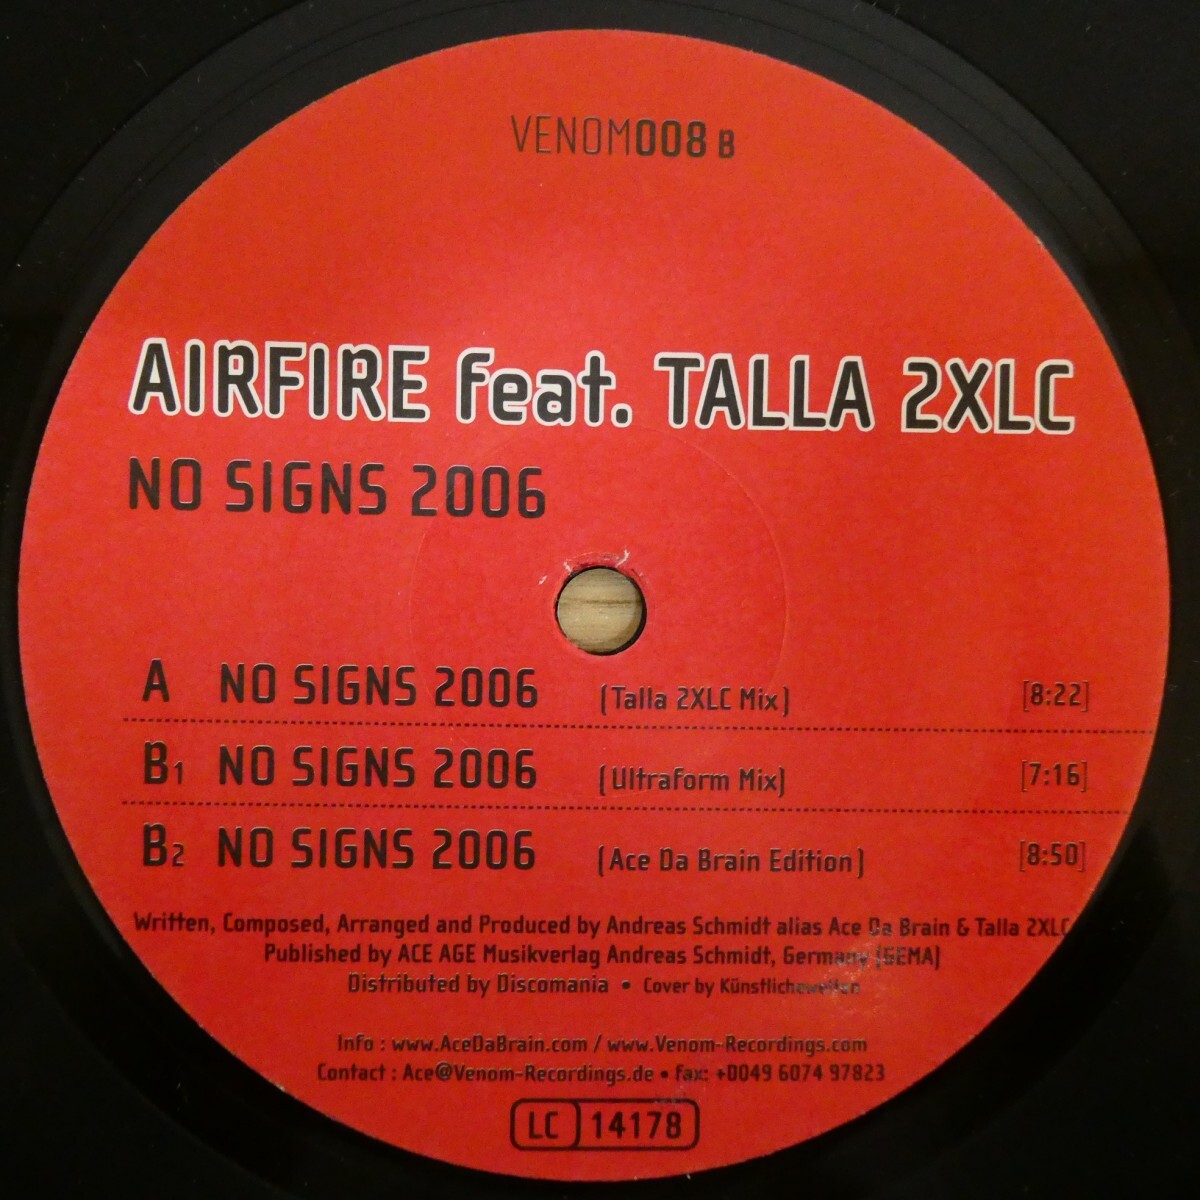 VENOM008 B
AIRFIRE feat. TALLA 2XLC
NO SIGNS 2006
A NO SIGNS 2006 (Talla 2XLC Mix) [8:22]
B1 NO SIGNS 2006 (Ultraform Mix) [7:16]
B2 NO SIGNS 2006 (Ace Da Brain Edition) [8:50]
Written, Composed, Arranged and Produced by Andreas Schmidt alias Ace Da Brain & Talla 2XLC
Published by ACE AGE Musikverlag Andreas Schmidt, Germany (GEMA)
Distributed by Discomania • Cover by Künstlichewelten
Info : www.AceDaBrain.com / www.Venom-Recordings.com
Contact : Ace@Venom-Recordings.de • fax: +0049 6074 97823
LC 14178